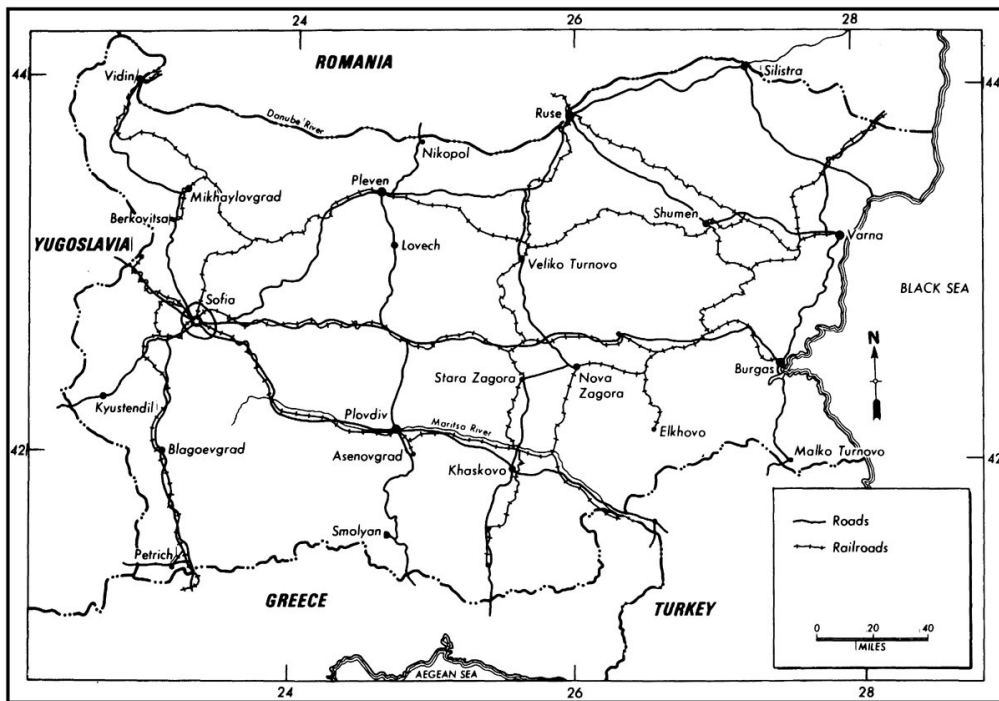 24
26
28
ROMANIA
44
44
Vidin
Silistra
Danube River
Ruse
Nikopol
Pleven
Mikhaylovgrad
Berkovitsa
Shumen
Varna
YUGOSLAVIA
Lovech
Veliko Turnovo
Sofia
BLACK SEA
N
Burgas
Stara Zagora
Nova
Zagora
Kyustendil
Plovdiv
Maritsa River
Elkhovo
Blagoevgrad
Asenovgrad
Malko Turnovo
42
42
Khaskovo
Roads
Smolyan
Railroads
Petrich
GREECE
TURKEY
0 20 40
MILES
AEGEAN SEA
24
26
28